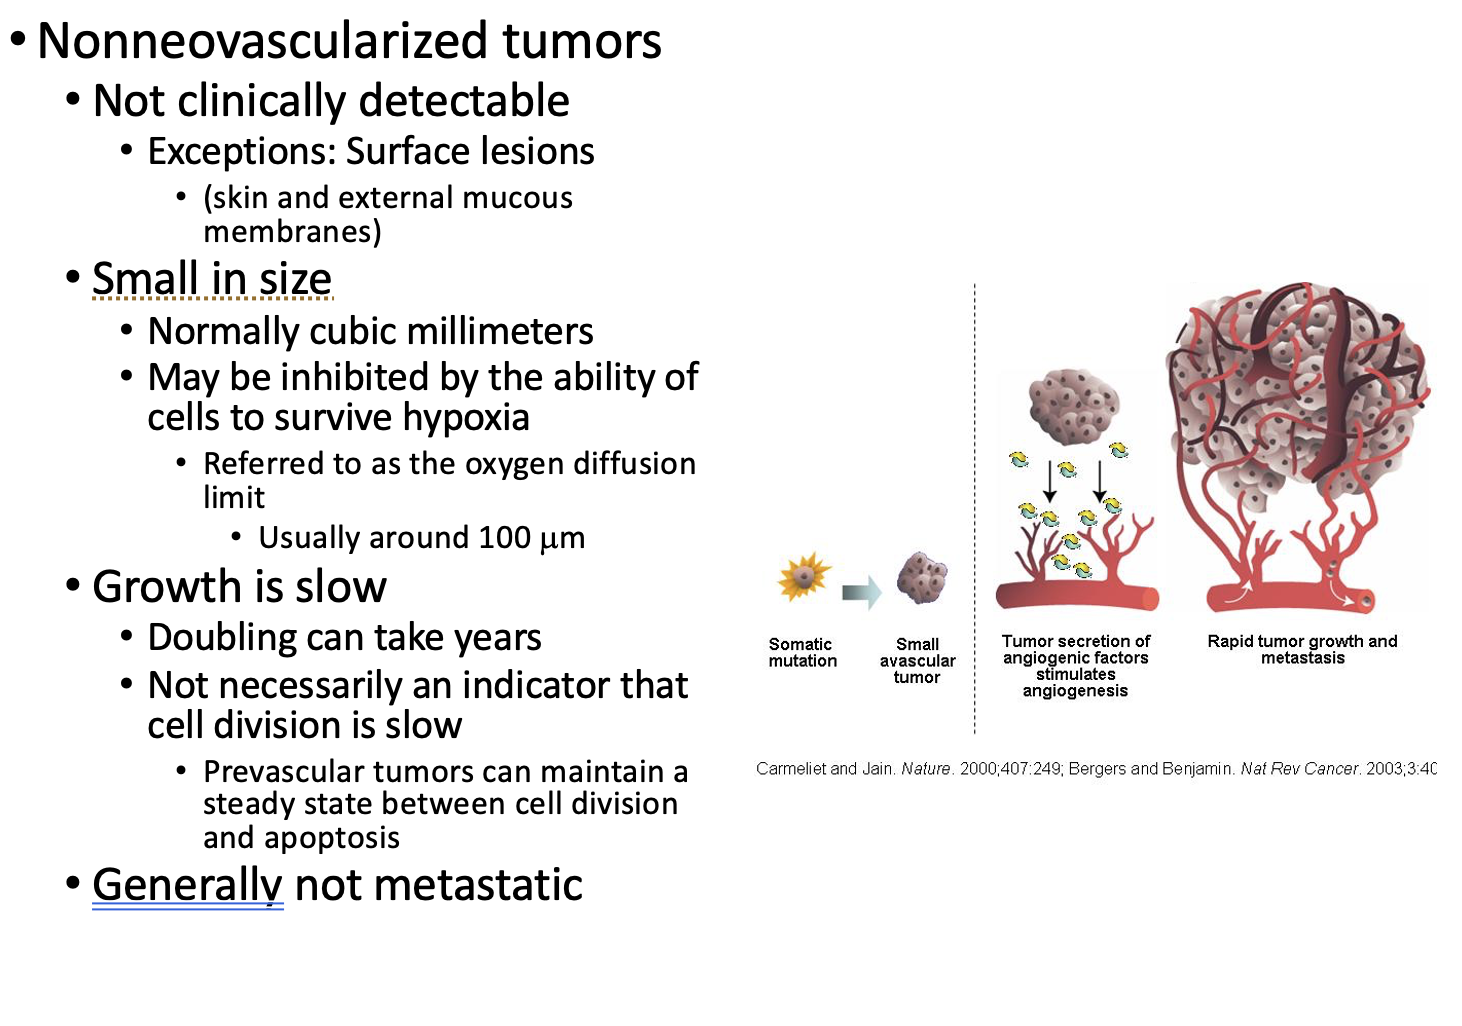 • Nonneovascularized tumors
• Not clinically detectable
• Exceptions: Surface lesions
• (skin and external mucous
membranes)
• Small in size
• Normally cubic millimeters
• May be inhibited by the ability of
cells to survive hypoxia
• Referred to as the oxygen diffusion
limit
• Usually around 100 μm
• Growth is slow
• Doubling can take years
• Not necessarily an indicator that
cell division is slow
• Prevascular tumors can maintain a
steady state between cell division
and apoptosis
• Generally not metastatic
Somatic
mutation
Small
avascular
tumor
Tumor secretion of
angiogenic factors
stimulates
angiogenesis
Rapid tumor growth and
metastasis
Carmeliet and Jain. Nature. 2000;407:249; Bergers and Benjamin. Nat Rev Cancer. 2003;3:40